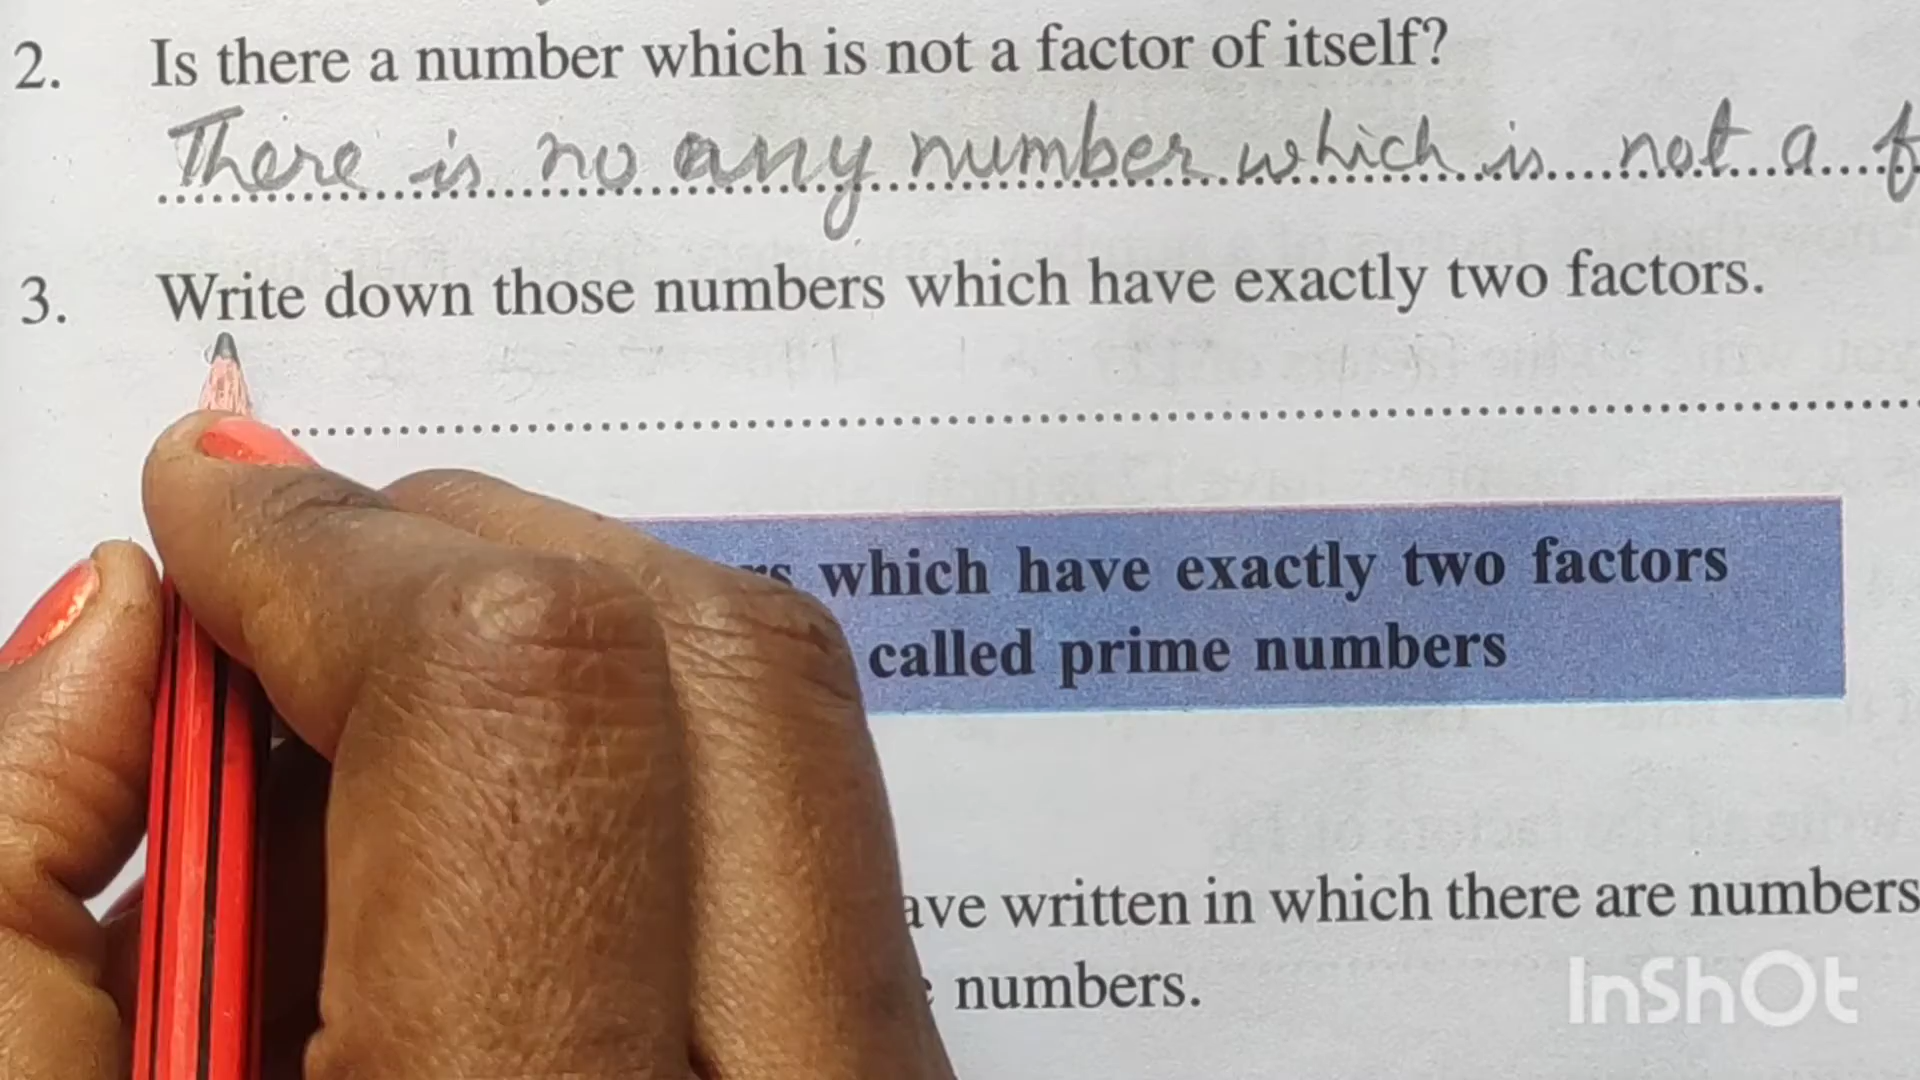 2. Is there a number which is not a factor of itself?
There is no any number which is not a f
3. Write down those numbers which have exactly two factors.
which have exactly two factors
called prime numbers
ave written in which there are numbers
numbers.
InShOt